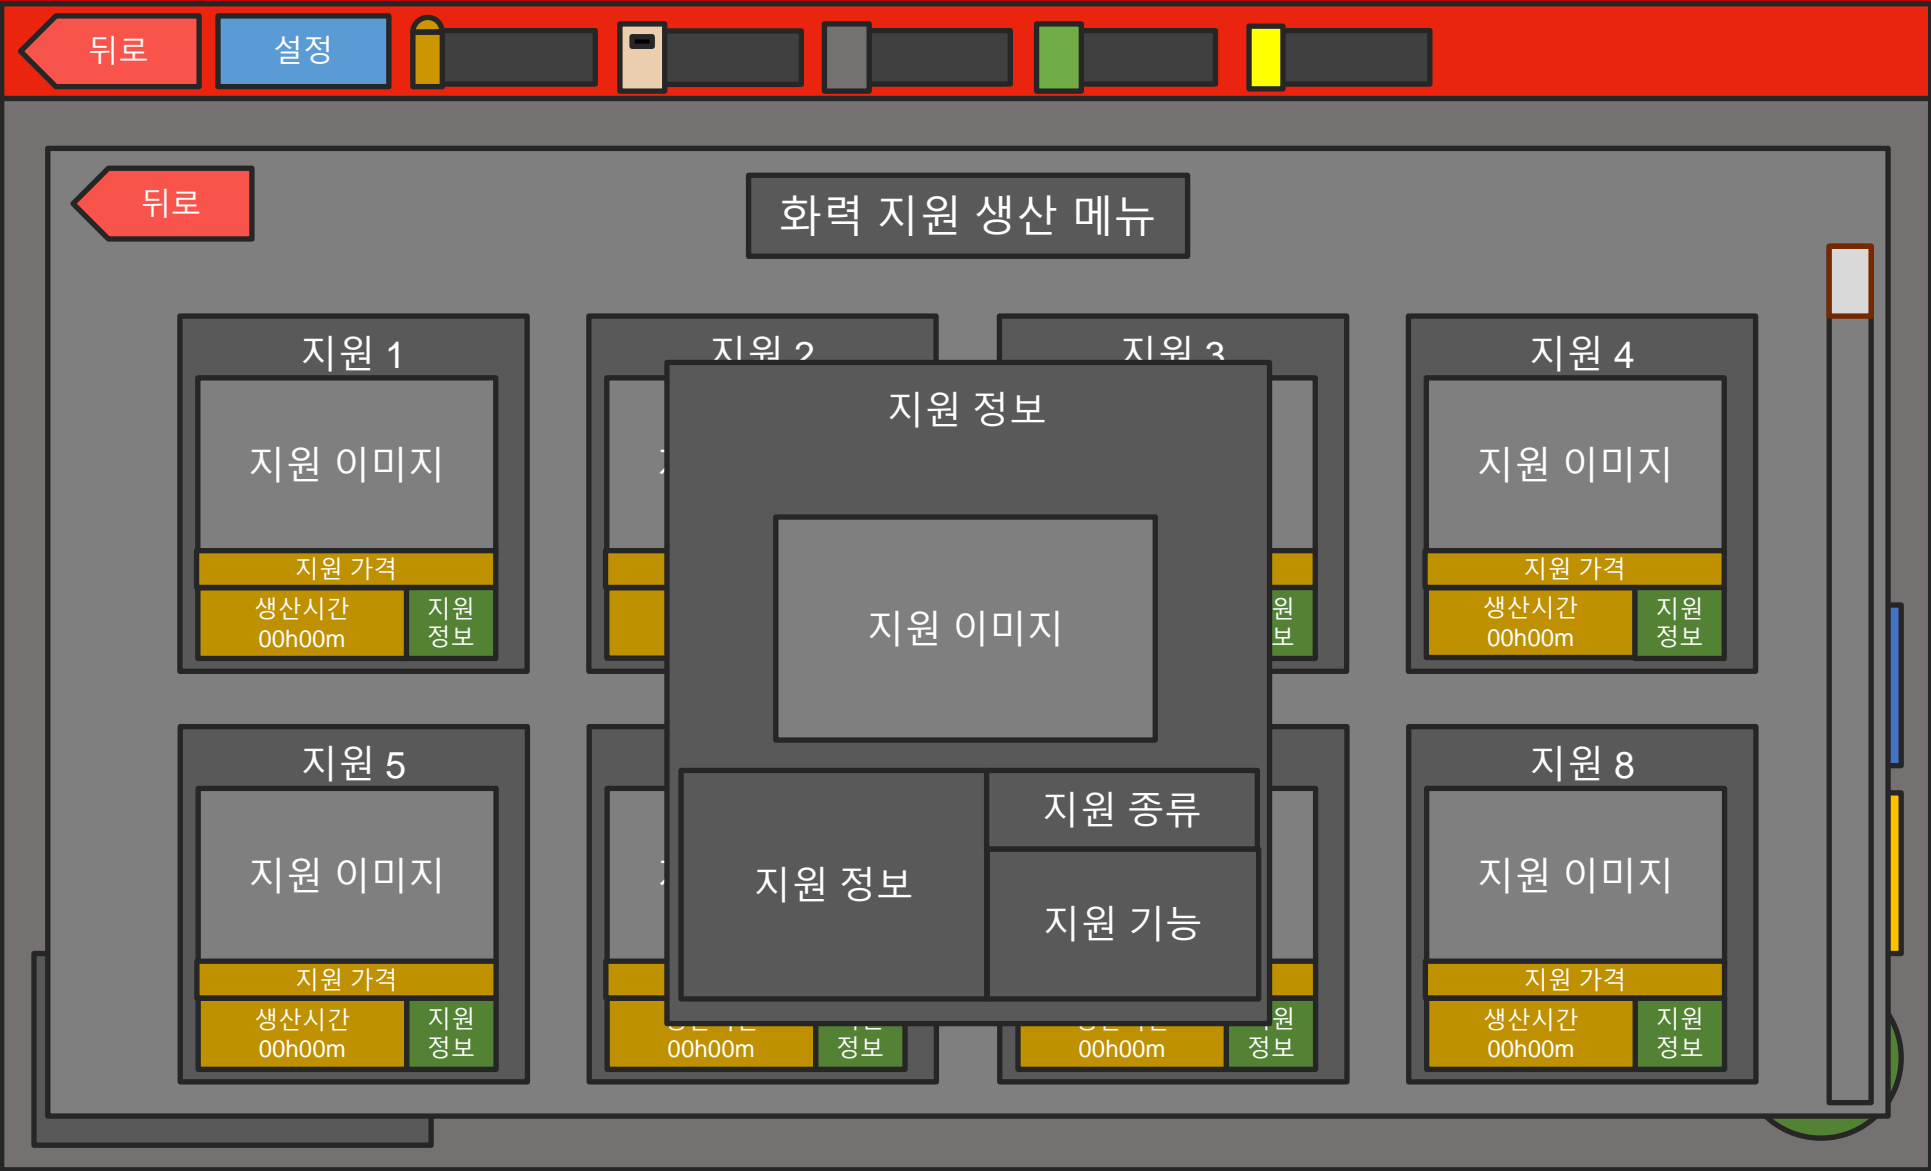 뒤로
설정
뒤로
화력 지원 생산 메뉴
지원 1
지원 2
지원 3
지원 4
지원 정보
지원 이미지
지원 이미지
지원 이미지
지원 가격
지원 가격
생산시간
00h00m
지원
정보
생산시간
00h00m
지원
정보
지원 5
지원 8
지원 종류
지원 정보
지원 기능
지원 이미지
지원 이미지
지원 가격
지원 가격
생산시간
00h00m
지원
정보
00h00m
정보
00h00m
정보
생산시간
00h00m
지원
정보